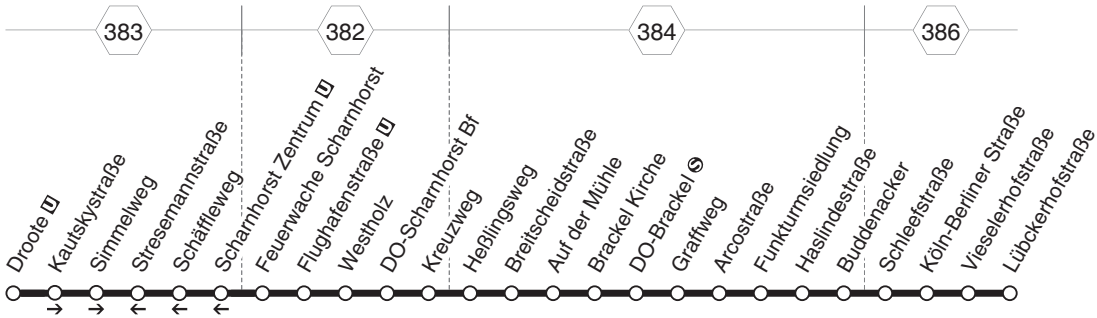 383
382
384
386
Droote U
Kautskystraße
Simmelweg
Stresemannstraße
Schäffleweg
Scharnhorst Zentrum U
Feuerwache Scharnhorst
Flughafenstraße U
Westholz
DO-Scharnhorst Bf
Kreuzweg
Heßlingsweg
Breitscheidstraße
Auf der Mühle
Brackel Kirche
DO-Brackel S
Graffweg
Arcostraße
Funkturmsiedlung
Haslindestraße
Buddenacker
Schleefstraße
Köln-Berliner Straße
Vieselerhofstraße
Lübckerhofstraße